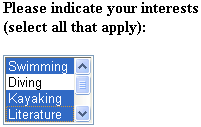 Please indicate your interests
(select all that apply):
Swimming
Diving
Kayaking
Literature